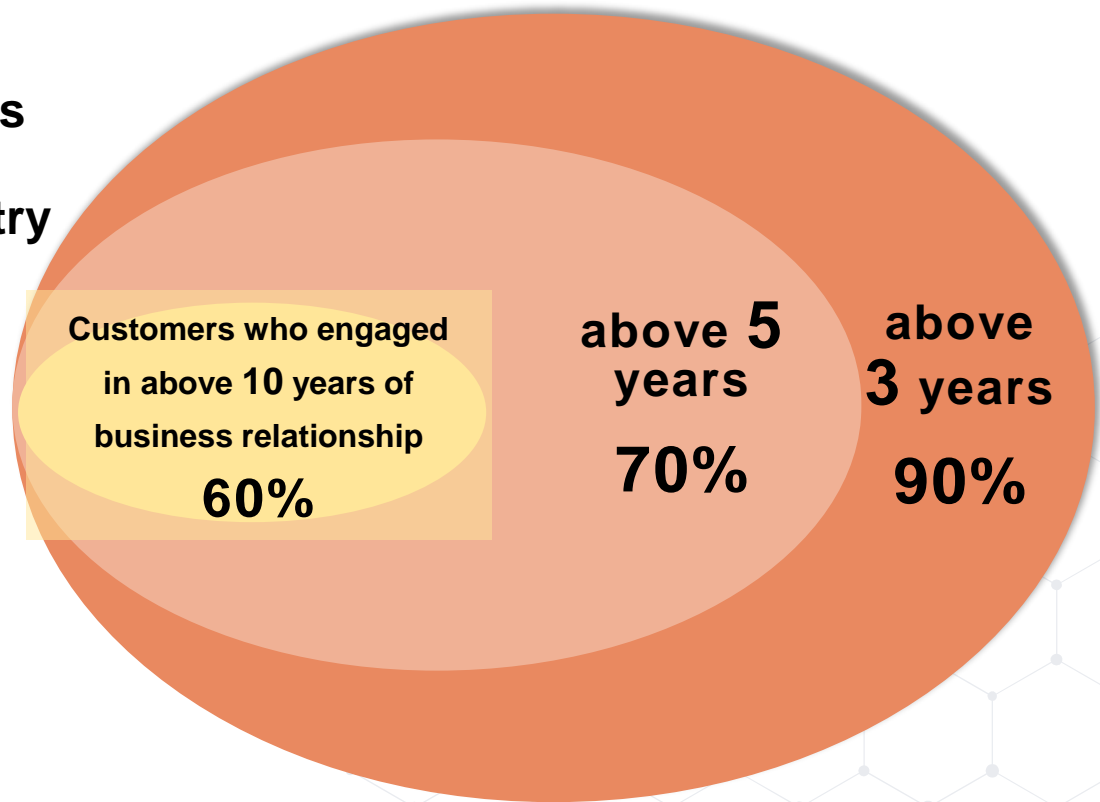 s
try
Customers who engaged
in above 10 years of
business relationship
60%
above 5
years
70%
above
3 years
90%